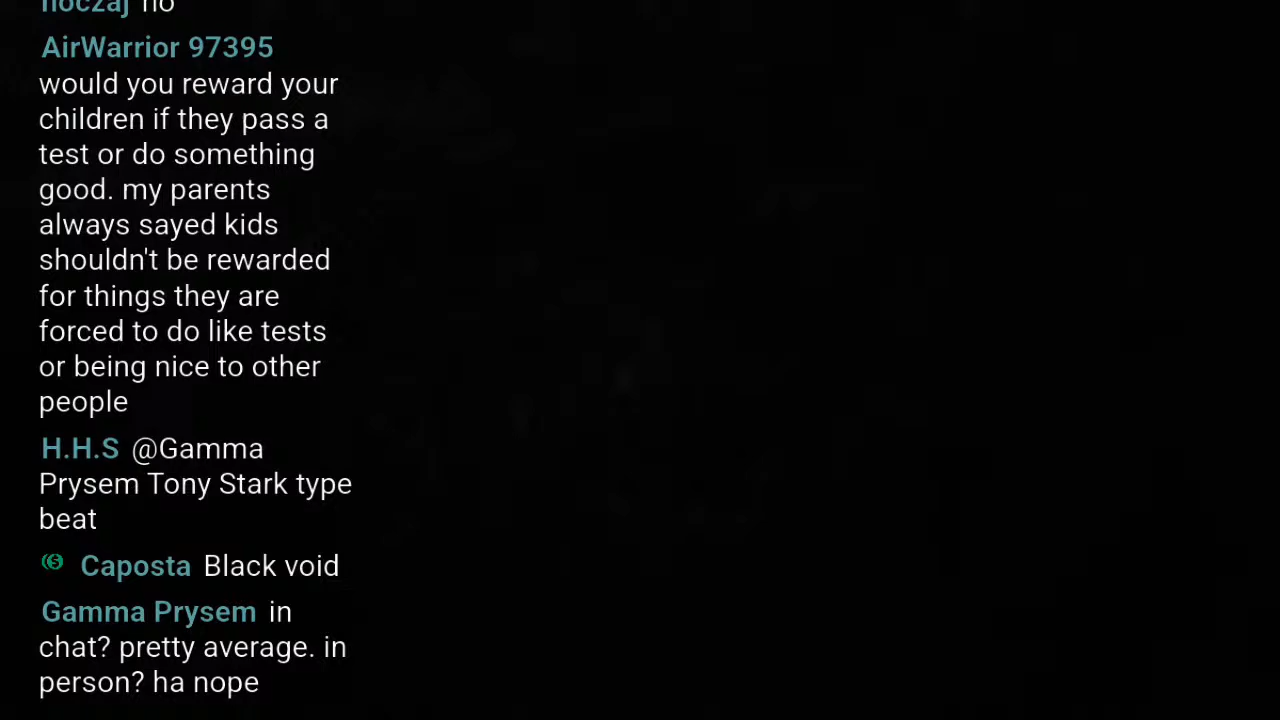 noczaj no
AirWarrior 97395
would you reward your
children if they pass a
test or do something
good. my parents
always sayed kids
shouldn't be rewarded
for things they are
forced to do like tests
or being nice to other
people
H.H.S @Gamma
Prysem Tony Stark type
beat
Caposta Black void
Gamma Prysem in
chat? pretty average. in
person? ha nope